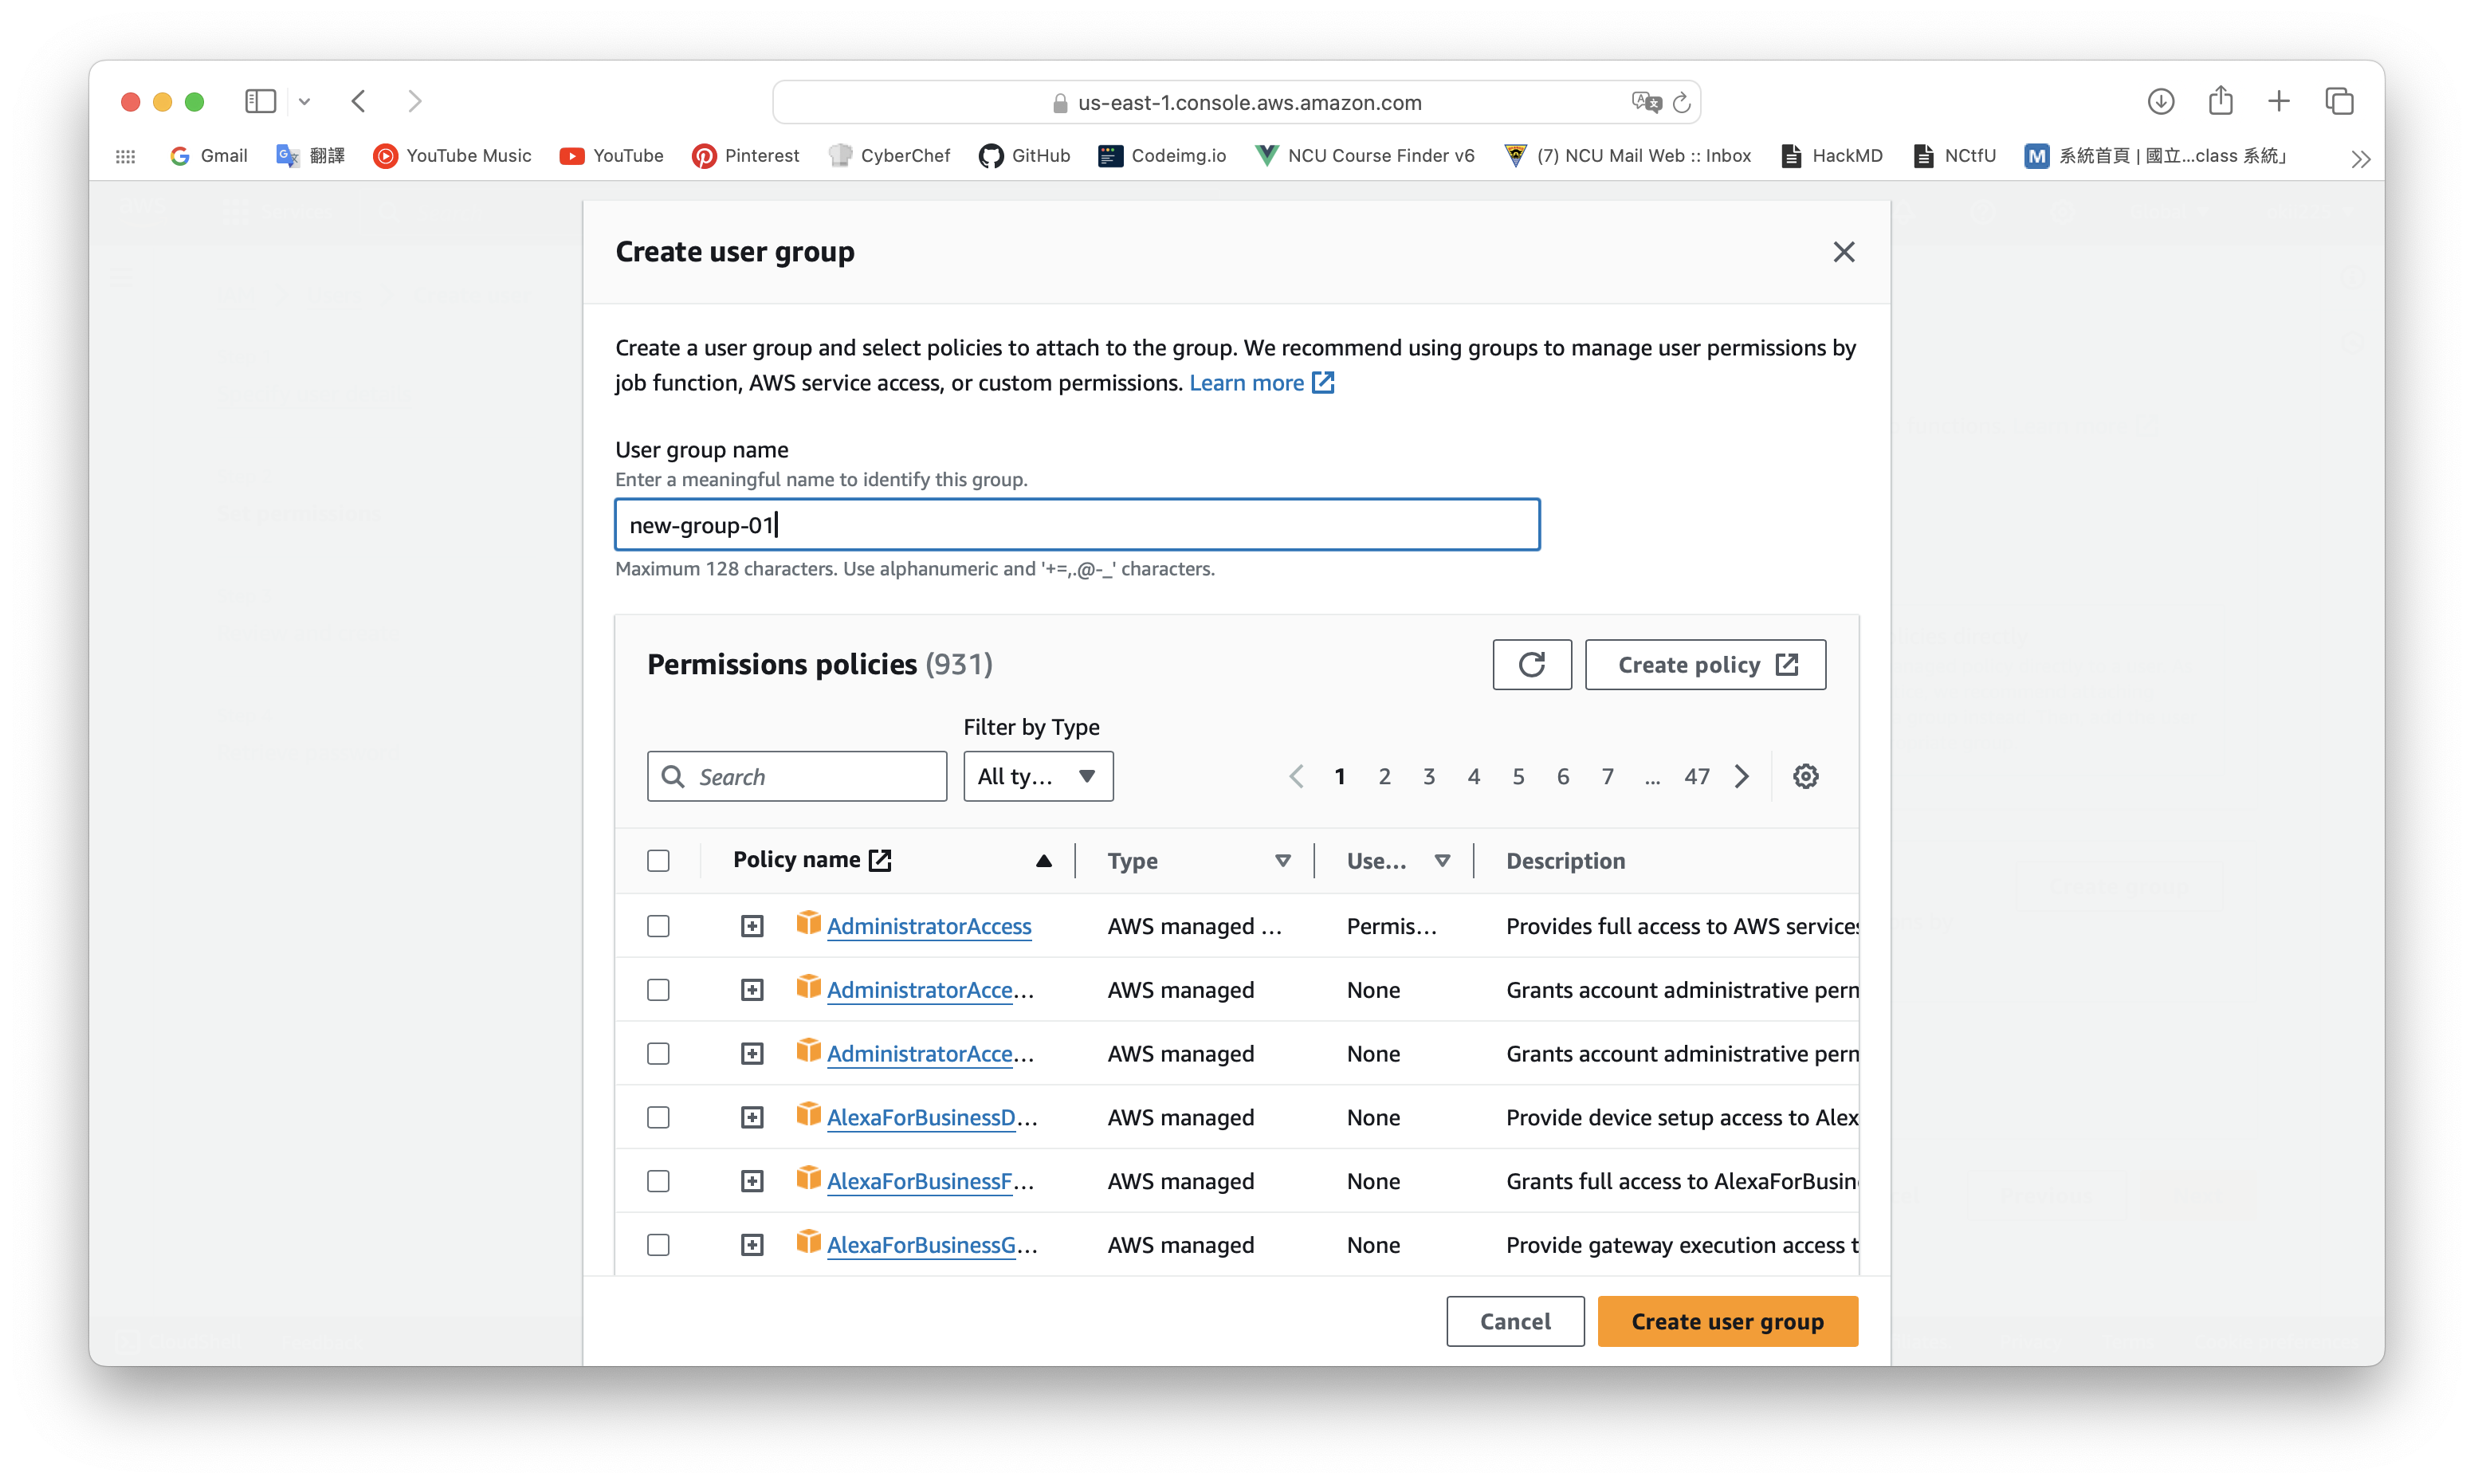 us-east-1.console.aws.amazon.com
Gmail 翻譯 YouTube Music YouTube Pinterest CyberChef GitHub Codeimg.io NCU Course Finder v6 (7) NCU Mail Web :: Inbox HackMD NCtfU 系統首頁 | 國立...class 系統」
Create user group
Create a user group and select policies to attach to the group. We recommend using groups to manage user permissions by
job function, AWS service access, or custom permissions. Learn more
User group name
Enter a meaningful name to identify this group.
new-group-01
Maximum 128 characters. Use alphanumeric and '+=,.@-_' characters.
Permissions policies (931)
Create policy
Filter by Type
Search All ty... 1 2 3 4 5 6 7 ... 47
Policy name Type Use... Description
AdministratorAccess AWS managed ... Permis... Provides full access to AWS services
AdministratorAcce... AWS managed None Grants account administrative perm
AdministratorAcce... AWS managed None Grants account administrative perm
AlexaForBusinessD... AWS managed None Provide device setup access to Alex
AlexaForBusinessF... AWS managed None Grants full access to AlexaForBusin
AlexaForBusinessG... AWS managed None Provide gateway execution access t
Cancel Create user group